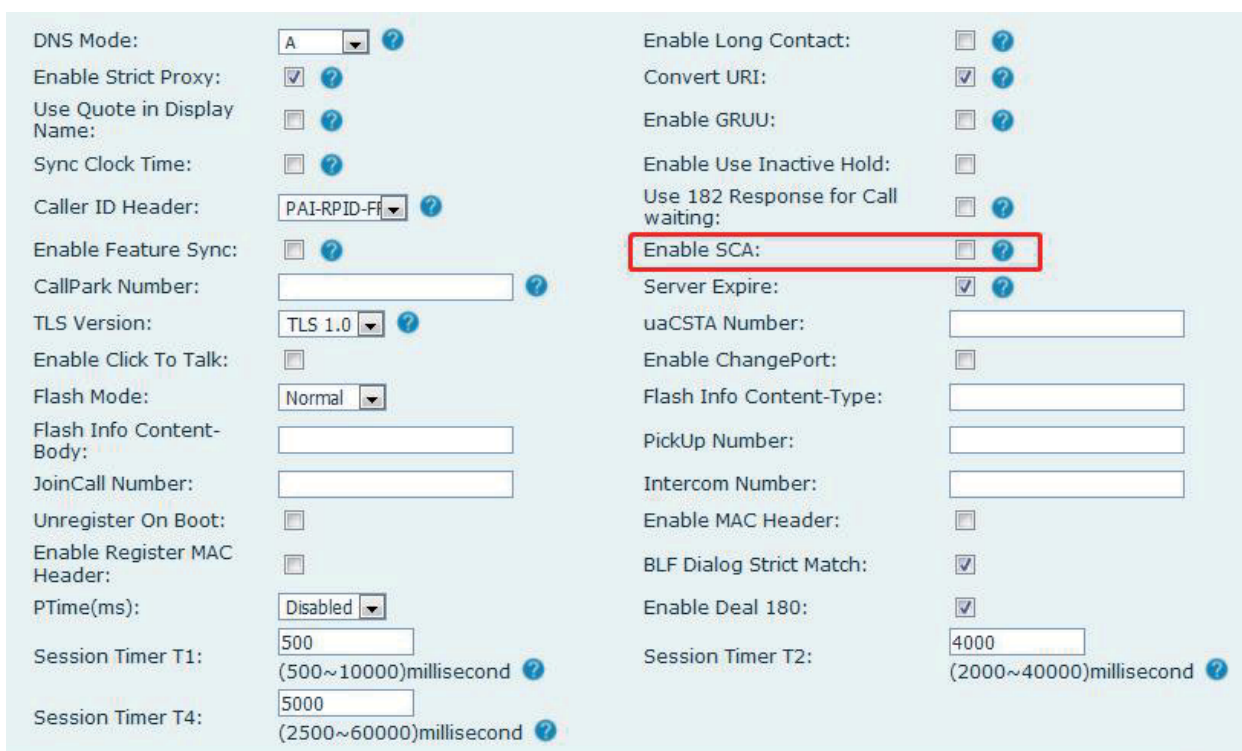 DNS Mode: A ? Enable Long Contact: ?
Enable Strict Proxy: ? Convert URI: ?
Use Quote in Display
Name: ? Enable GRUU: ?
Sync Clock Time: ? Enable Use Inactive Hold:
Caller ID Header: PAI-RPID-FR ? Use 182 Response for Call
waiting: ?
Enable Feature Sync: ? Enable SCA: ?
CallPark Number: ? Server Expire: ?
TLS Version: TLS 1.0 ? uaCSTA Number:
Enable Click To Talk: Enable ChangePort:
Flash Mode: Normal Flash Info Content-Type:
Flash Info Content-
Body: PickUp Number:
JoinCall Number: Intercom Number:
Unregister On Boot: Enable MAC Header:
Enable Register MAC
Header: BLF Dialog Strict Match:
PTime(ms): Disabled Enable Deal 180:
Session Timer T1: 500
(500~10000)millisecond ? Session Timer T2: 4000
(2000~40000)millisecond ?
Session Timer T4: 5000
(2500~60000)millisecond ?